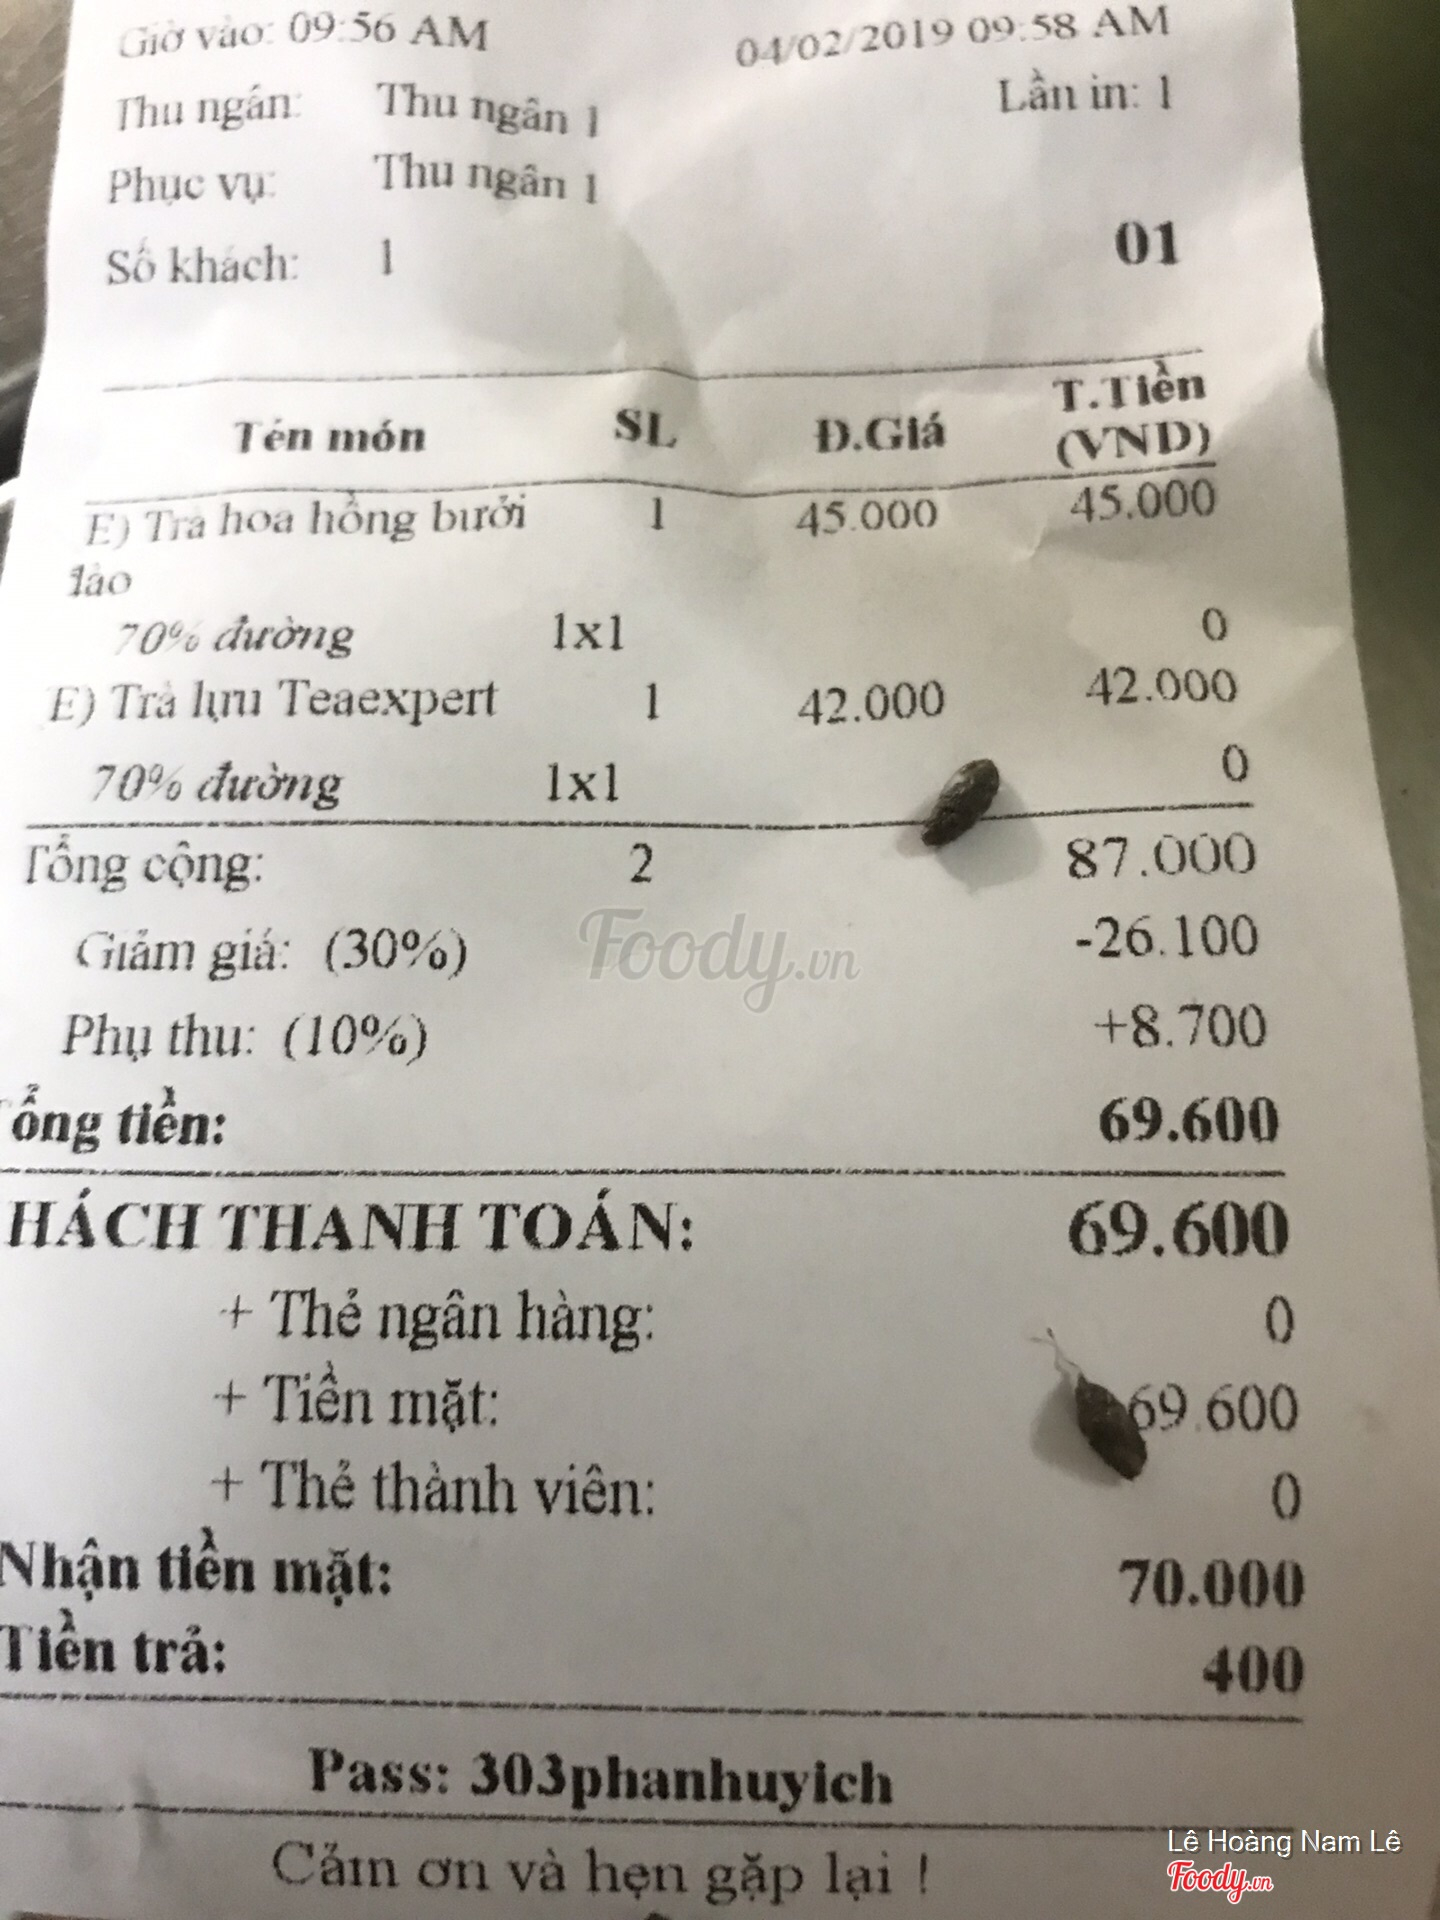 Giờ vào: 09:56 AM 04/02/2019 09:58 AM
Thu ngân: Thu ngân 1 Lần in: 1
Phục vụ: Thu ngân 1
Số khách: 1 01
Tên món SL Đ.Giá T.Tiền (VND)
E) Trà hoa hồng bưởi 1 45.000 45.000
đào
70% đường 1x1 0
E) Trà lựu Teaexpert 1 42.000 42.000
70% đường 1x1 0
Tổng cộng: 2 87.000
Giảm giá: (30%) -26.100
Phụ thu: (10%) +8.700
ổng tiền: 69.600
HÁCH THANH TOÁN: 69.600
+ Thẻ ngân hàng: 0
+ Tiền mặt: 69.600
+ Thẻ thành viên: 0
Nhận tiền mặt: 70.000
Tiền trả: 400
Pass: 303phanhuyich
Cảm ơn và hẹn gặp lại !
Foody.vn
Lê Hoàng Nam Lê
Foody.vn